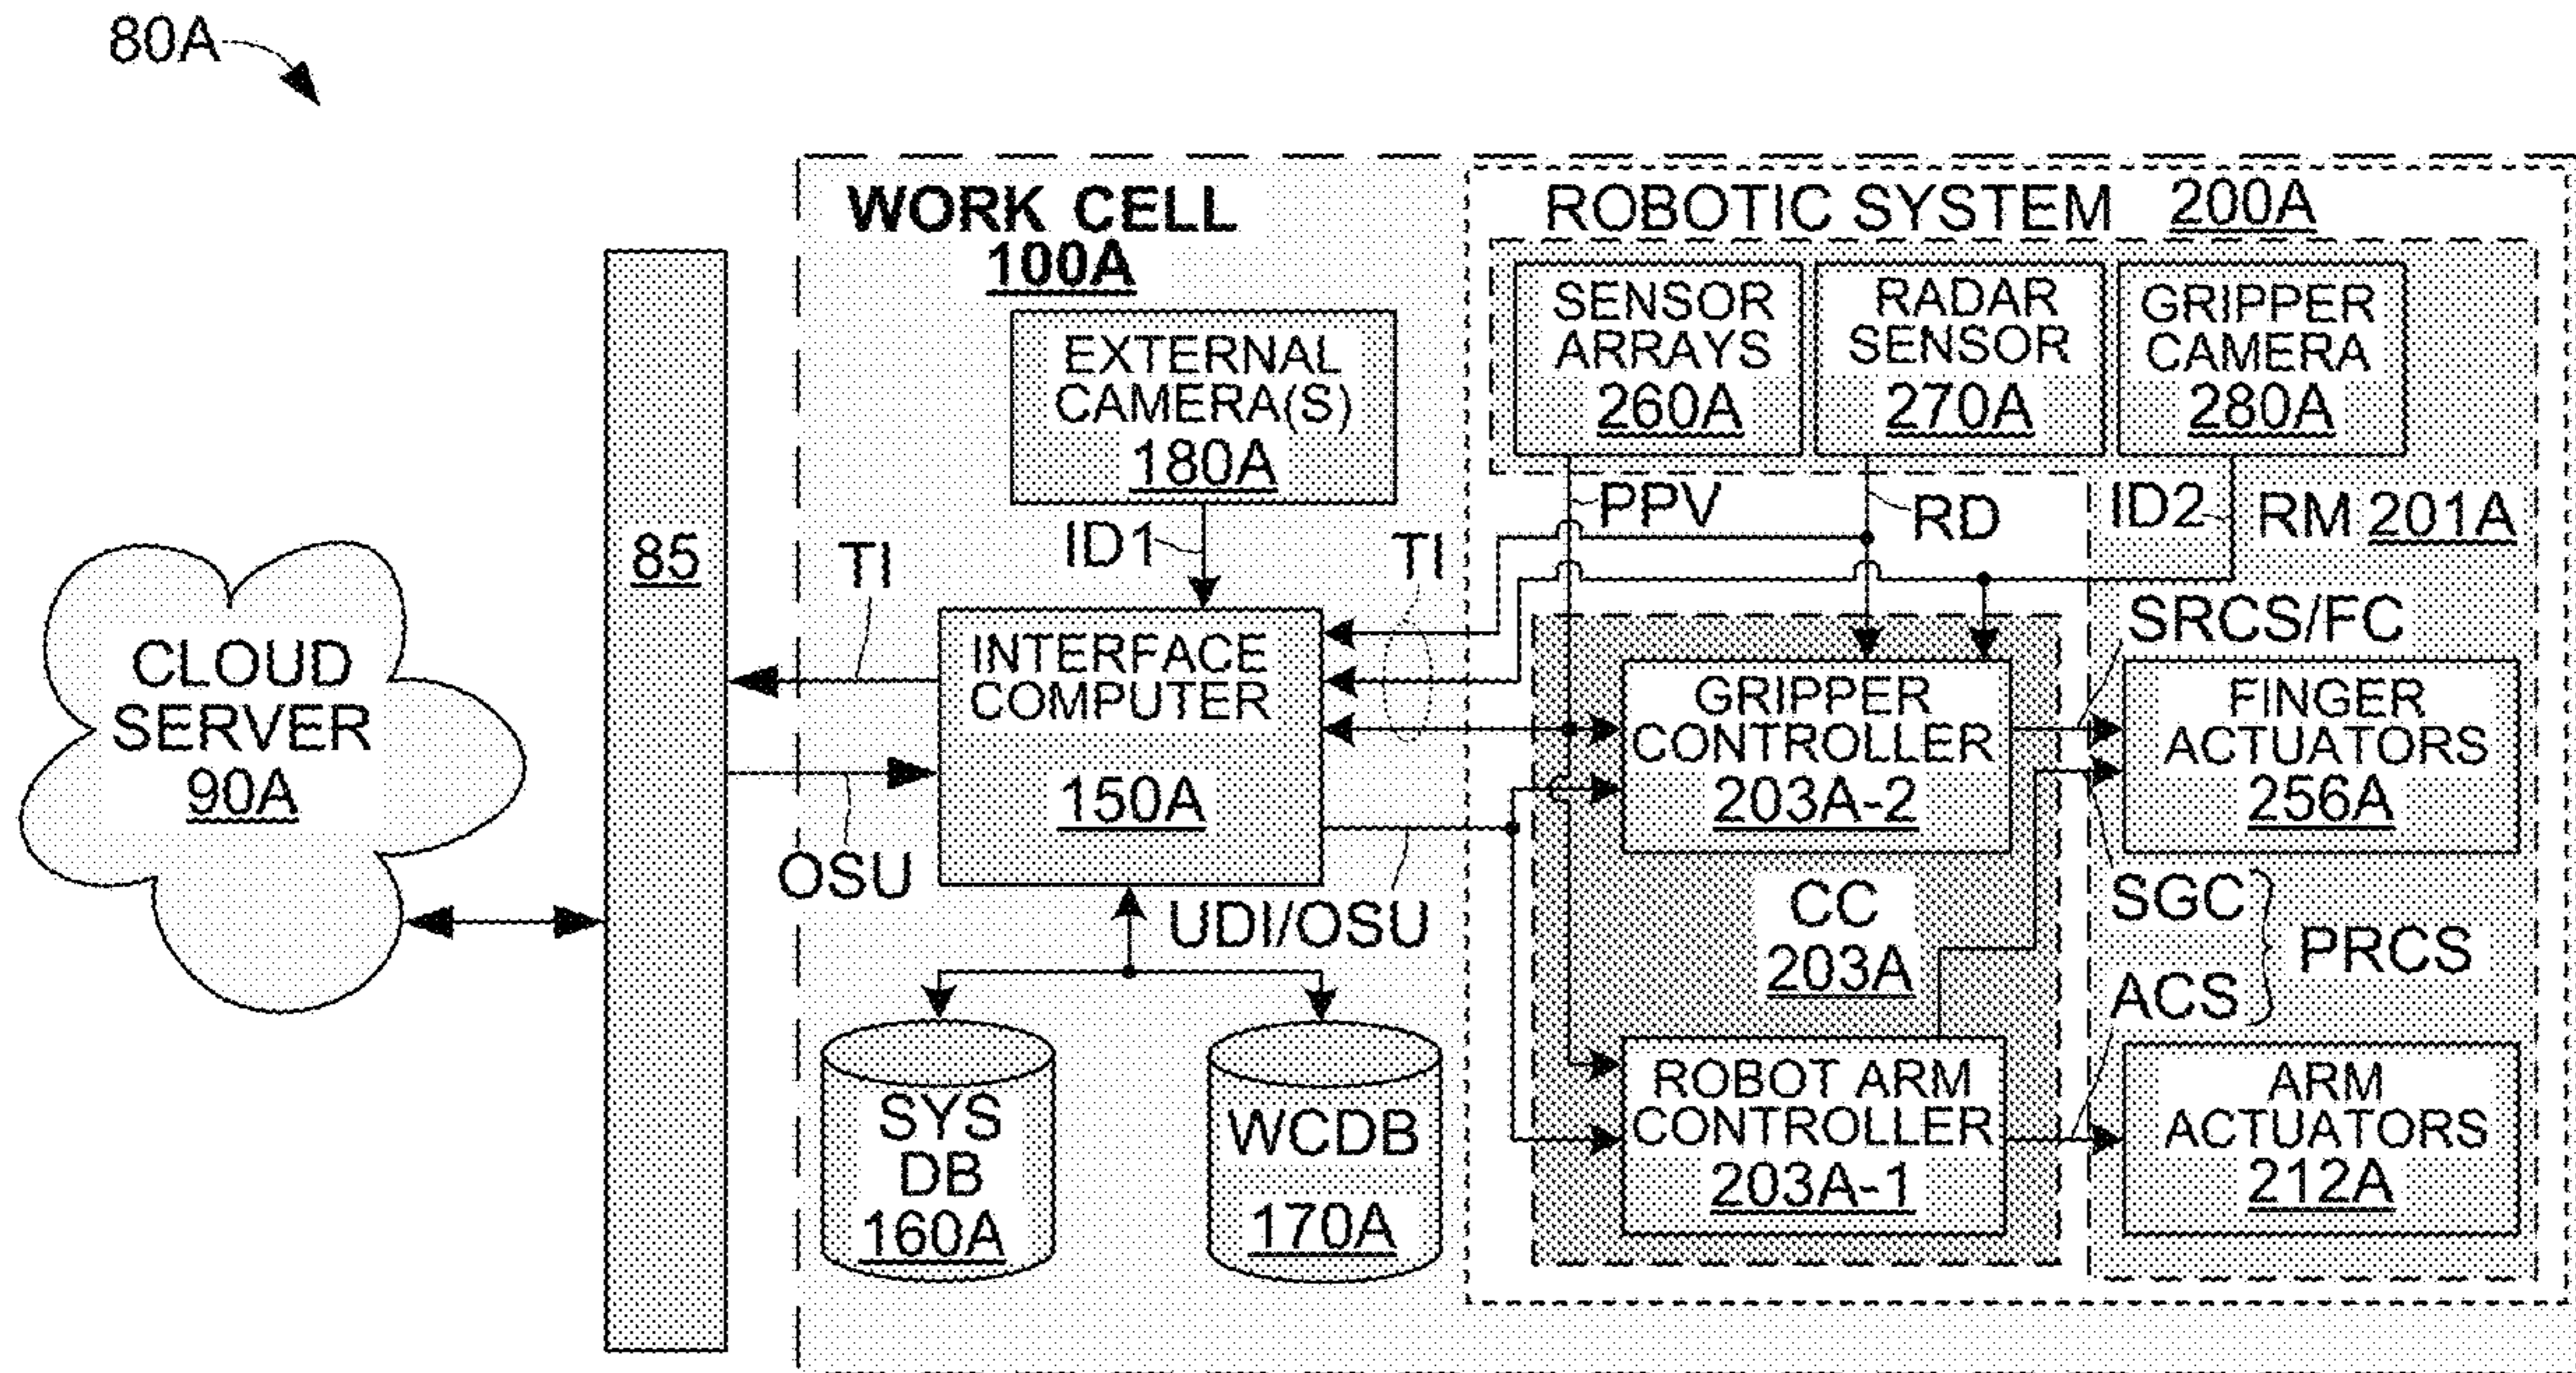 80A
WORK CELL
100A
ROBOTIC SYSTEM 200A
SENSOR
ARRAYS
260A
RADAR
SENSOR
270A
GRIPPER
CAMERA
280A
EXTERNAL
CAMERA(S)
180A
PPV
RD
ID2
RM 201A
85
TI
ID1
TI
CLOUD
SERVER
90A
INTERFACE
COMPUTER
150A
OSU
UDI/OSU
GRIPPER
CONTROLLER
203A-2
SRCS/FC
FINGER
ACTUATORS
256A
CC
203A
SGC
ACS
PRCS
SYS
DB
160A
WCDB
170A
ROBOT ARM
CONTROLLER
203A-1
ARM
ACTUATORS
212A